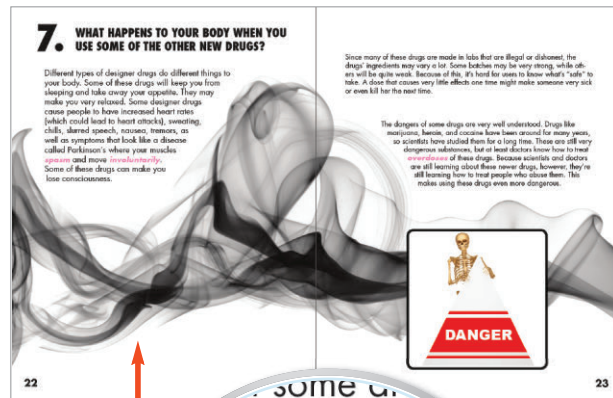 7. WHAT HAPPENS TO YOUR BODY WHEN YOU
USE SOME OF THE OTHER NEW DRUGS?
Different types of designer drugs do different things to
your body. Some of these drugs will keep you from
sleeping and take away your appetite. They may
make you very relaxed. Some designer drugs
cause people to have increased heart rates
(which could lead to heart attacks), sweating,
chills, slurred speech, nausea, tremors, as
well as symptoms that look like a disease
called Parkinson's where your muscles
spasm and move involuntarily.
Some of these drugs can make you
lose consciousness.
22
Since many of these drugs are made in labs that are illegal or dishonest, the
drugs' ingredients may vary a lot. Some batches may be very strong, while oth-
ers will be quite weak. Because of this, it's hard for users to know what's "safe" to
take. A dose that causes very little effects one time might make someone very sick
or even kill her the next time.
The dangers of some drugs are very well understood. Drugs like
marijuana, heroin, and cocaine have been around for many years,
so scientists have studied them for a long time. These are still very
dangerous substances, but at least doctors know how to treat
overdoses of these drugs. Because scientists and doctors
are still learning about these newer drugs, however, they're
still learning how to treat people who abuse them. This
makes using these drugs even more dangerous.
DANGER
23
some